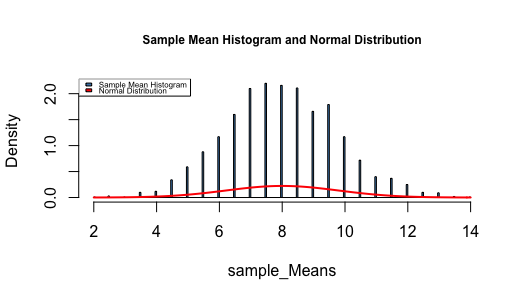 Sample Mean Histogram and Normal Distribution
Sample Mean Histogram
Normal Distribution
Density
2.0
1.0
0.0
2 4 6 8 10 12 14
sample_Means